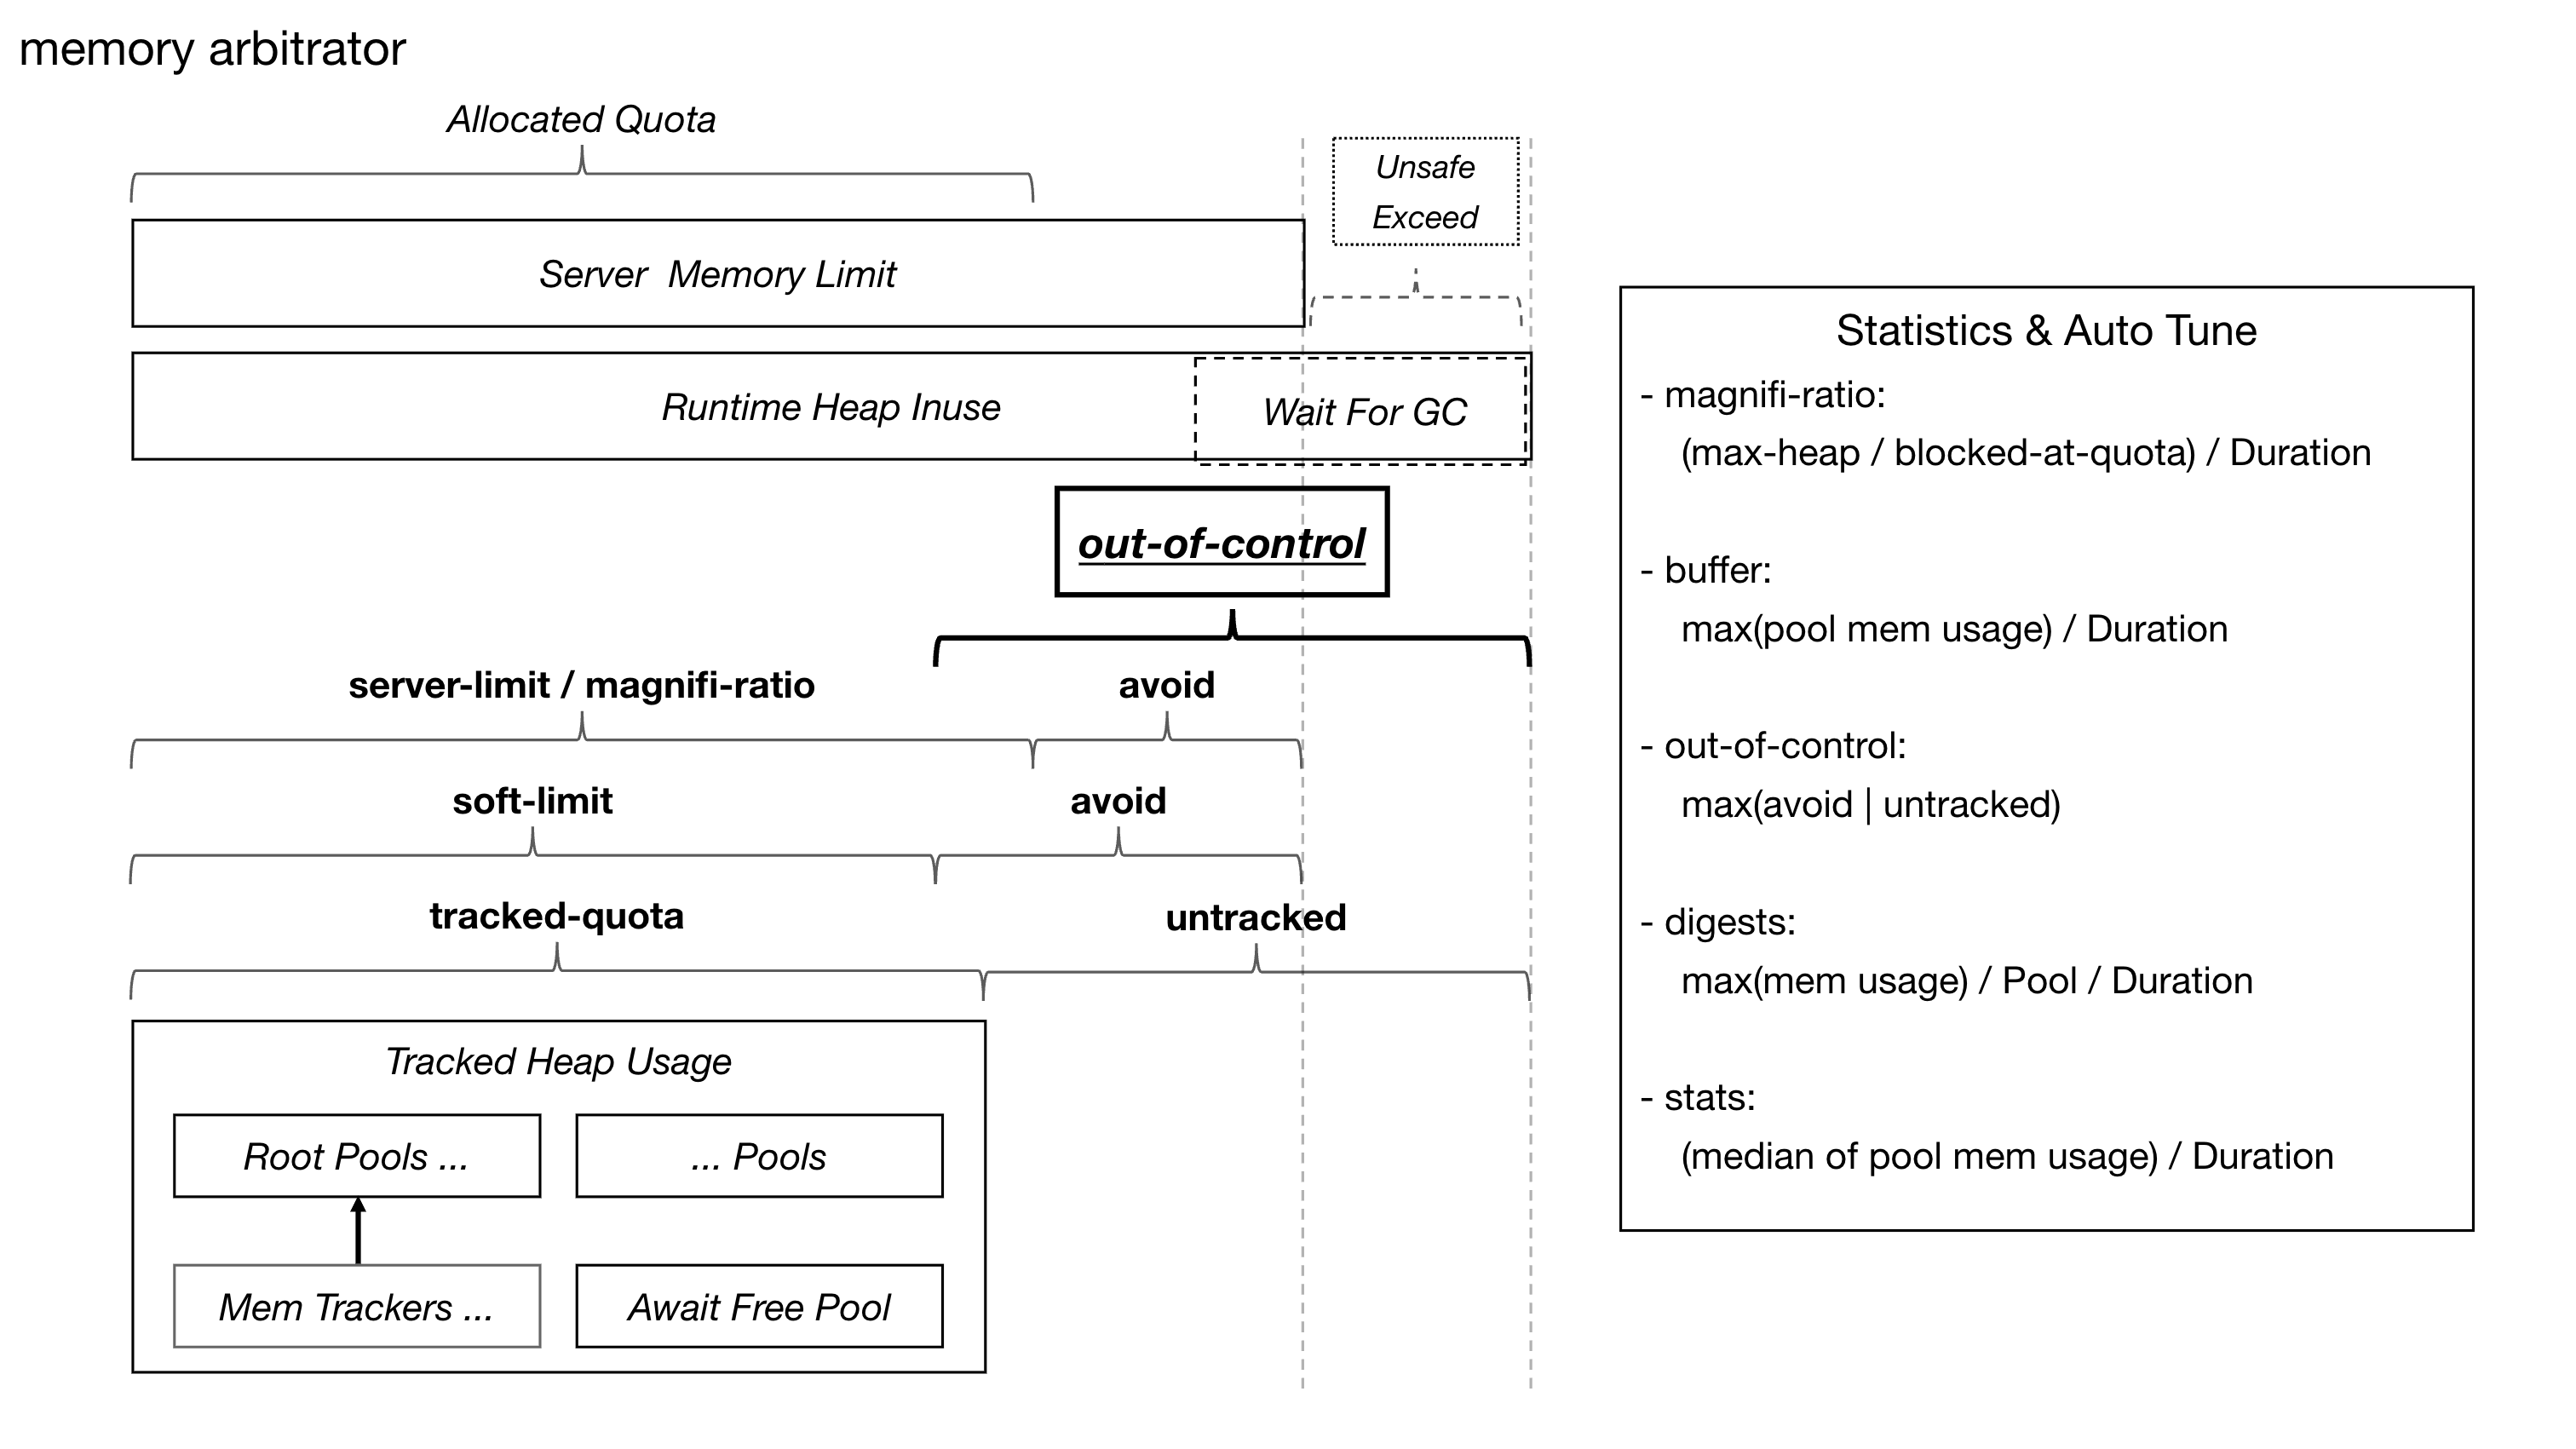 memory arbitrator
Allocated Quota
Unsafe
Exceed
Server  Memory Limit
Runtime Heap Inuse
Wait For GC
out-of-control
server-limit / magnifi-ratio
avoid
soft-limit
avoid
tracked-quota
untracked
Tracked Heap Usage
Root Pools ...
... Pools
Mem Trackers ...
Await Free Pool
Statistics & Auto Tune
- magnifi-ratio:
(max-heap / blocked-at-quota) / Duration
- buffer:
max(pool mem usage) / Duration
- out-of-control:
max(avoid | untracked)
- digests:
max(mem usage) / Pool / Duration
- stats:
(median of pool mem usage) / Duration